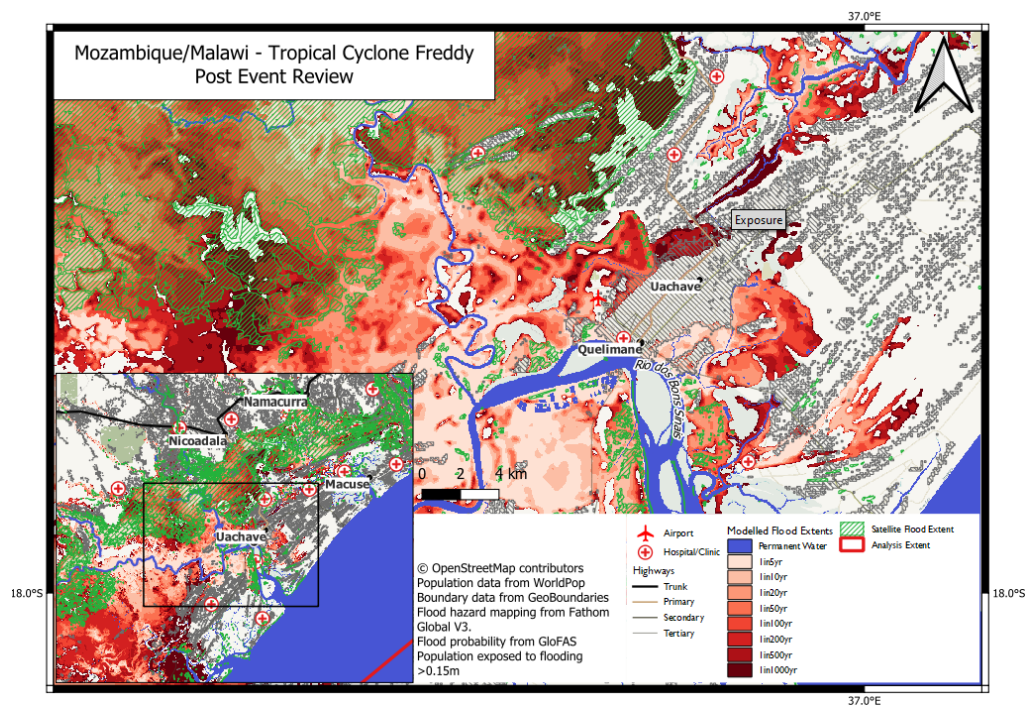 37.0°E
Mozambique/Malawi - Tropical Cyclone Freddy
Post Event Review
Exposure
Uachave
Quelimane
Rio dos Bons Sinais
Namacurra
Nicoadala
Macuse
Uachave
0 2 4 km
© OpenStreetMap contributors
Population data from WorldPop
Boundary data from GeoBoundaries
Flood hazard mapping from Fathom
Global V3.
Flood probability from GloFAS
Population exposed to flooding
>0.15m
Airport
Hospital/Clinic
Highways
Trunk
Primary
Secondary
Tertiary
Modelled Flood Extents
Permanent Water
1in5yr
1in10yr
1in20yr
1in50yr
1in100yr
1in200yr
1in500yr
1in1000yr
Satellite Flood Extent
Analysis Extent
18.0°S
18.0°S
37.0°E